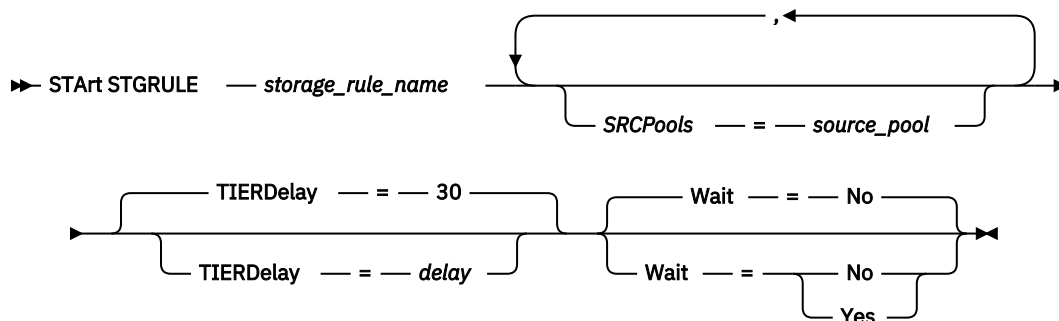 ,
STArt STGRULE — storage_rule_name
SRCPools — = — source_pool
TIERDelay — = — 30
Wait — = — No
TIERDelay — = — delay
Wait — = No
Yes